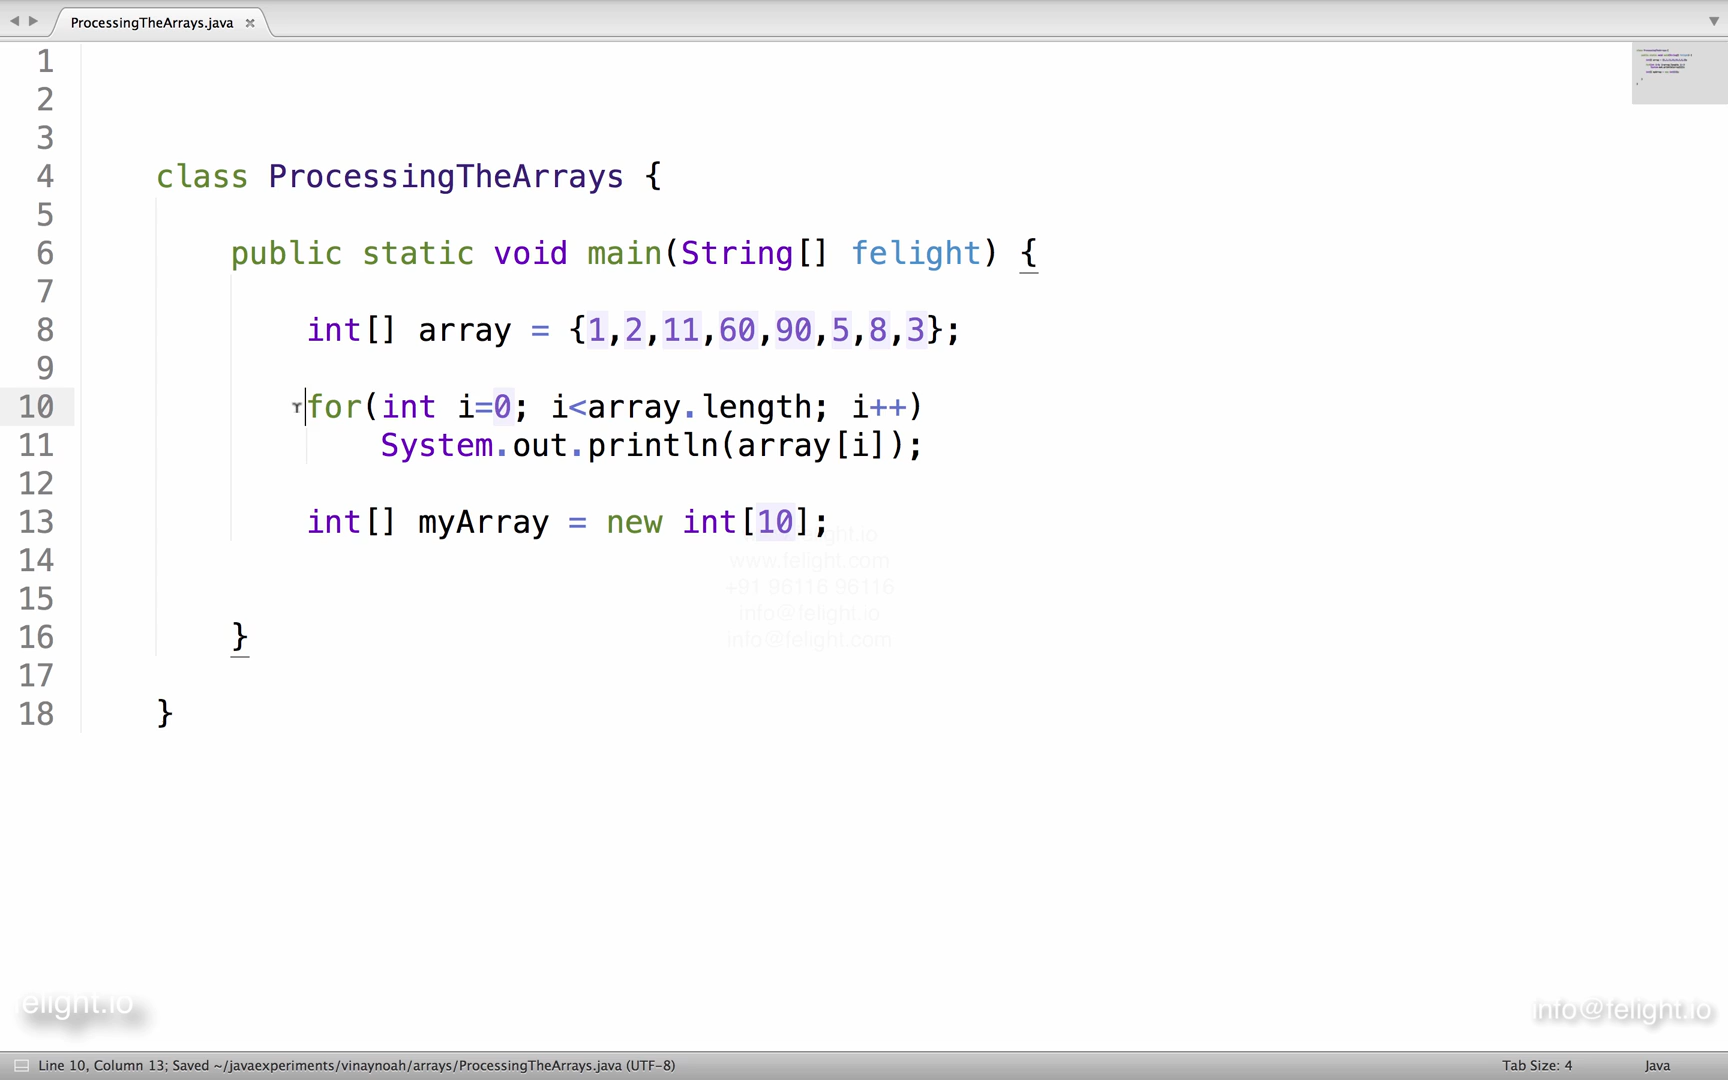 ProcessingTheArrays.java
1
2
3
4 class ProcessingTheArrays {
5
6 public static void main(String[] felight) {
7
8 int[] array = {1,2,11,60,90,5,8,3};
9
10 for(int i=0; i<array.length; i++)
11 System.out.println(array[i]);
12
13 int[] myArray = new int[10];
www.felight.com
14
+91 96116 96116
15
info@felight.io
16 }
info@felight.com
17
18 }
felight.io
info@felight.io
Line 10, Column 13; Saved ~/javaexperiments/vinaynoah/arrays/ProcessingTheArrays.java (UTF-8)
Tab Size: 4
Java